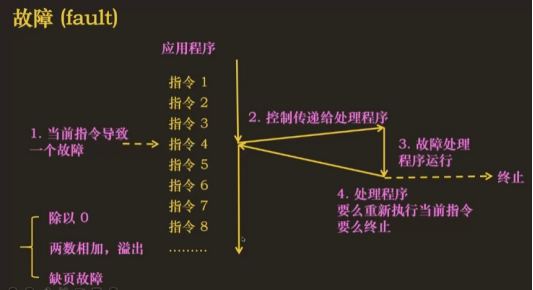 故障 (fault)
应用程序
指令 1
指令 2
指令 3
指令 4
指令 5
指令 6
指令 7
指令 8
………
1. 当前指令导致
一个故障
2. 控制传递给处理程序
3. 故障处理
程序运行
终止
4. 处理程序
要么重新执行当前指令
要么终止
除以 0
两数相加，溢出
缺页故障